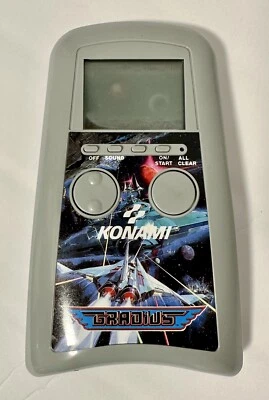 OFF SOUND ON/ ALL
START CLEAR
KONAMI
GRADIUS